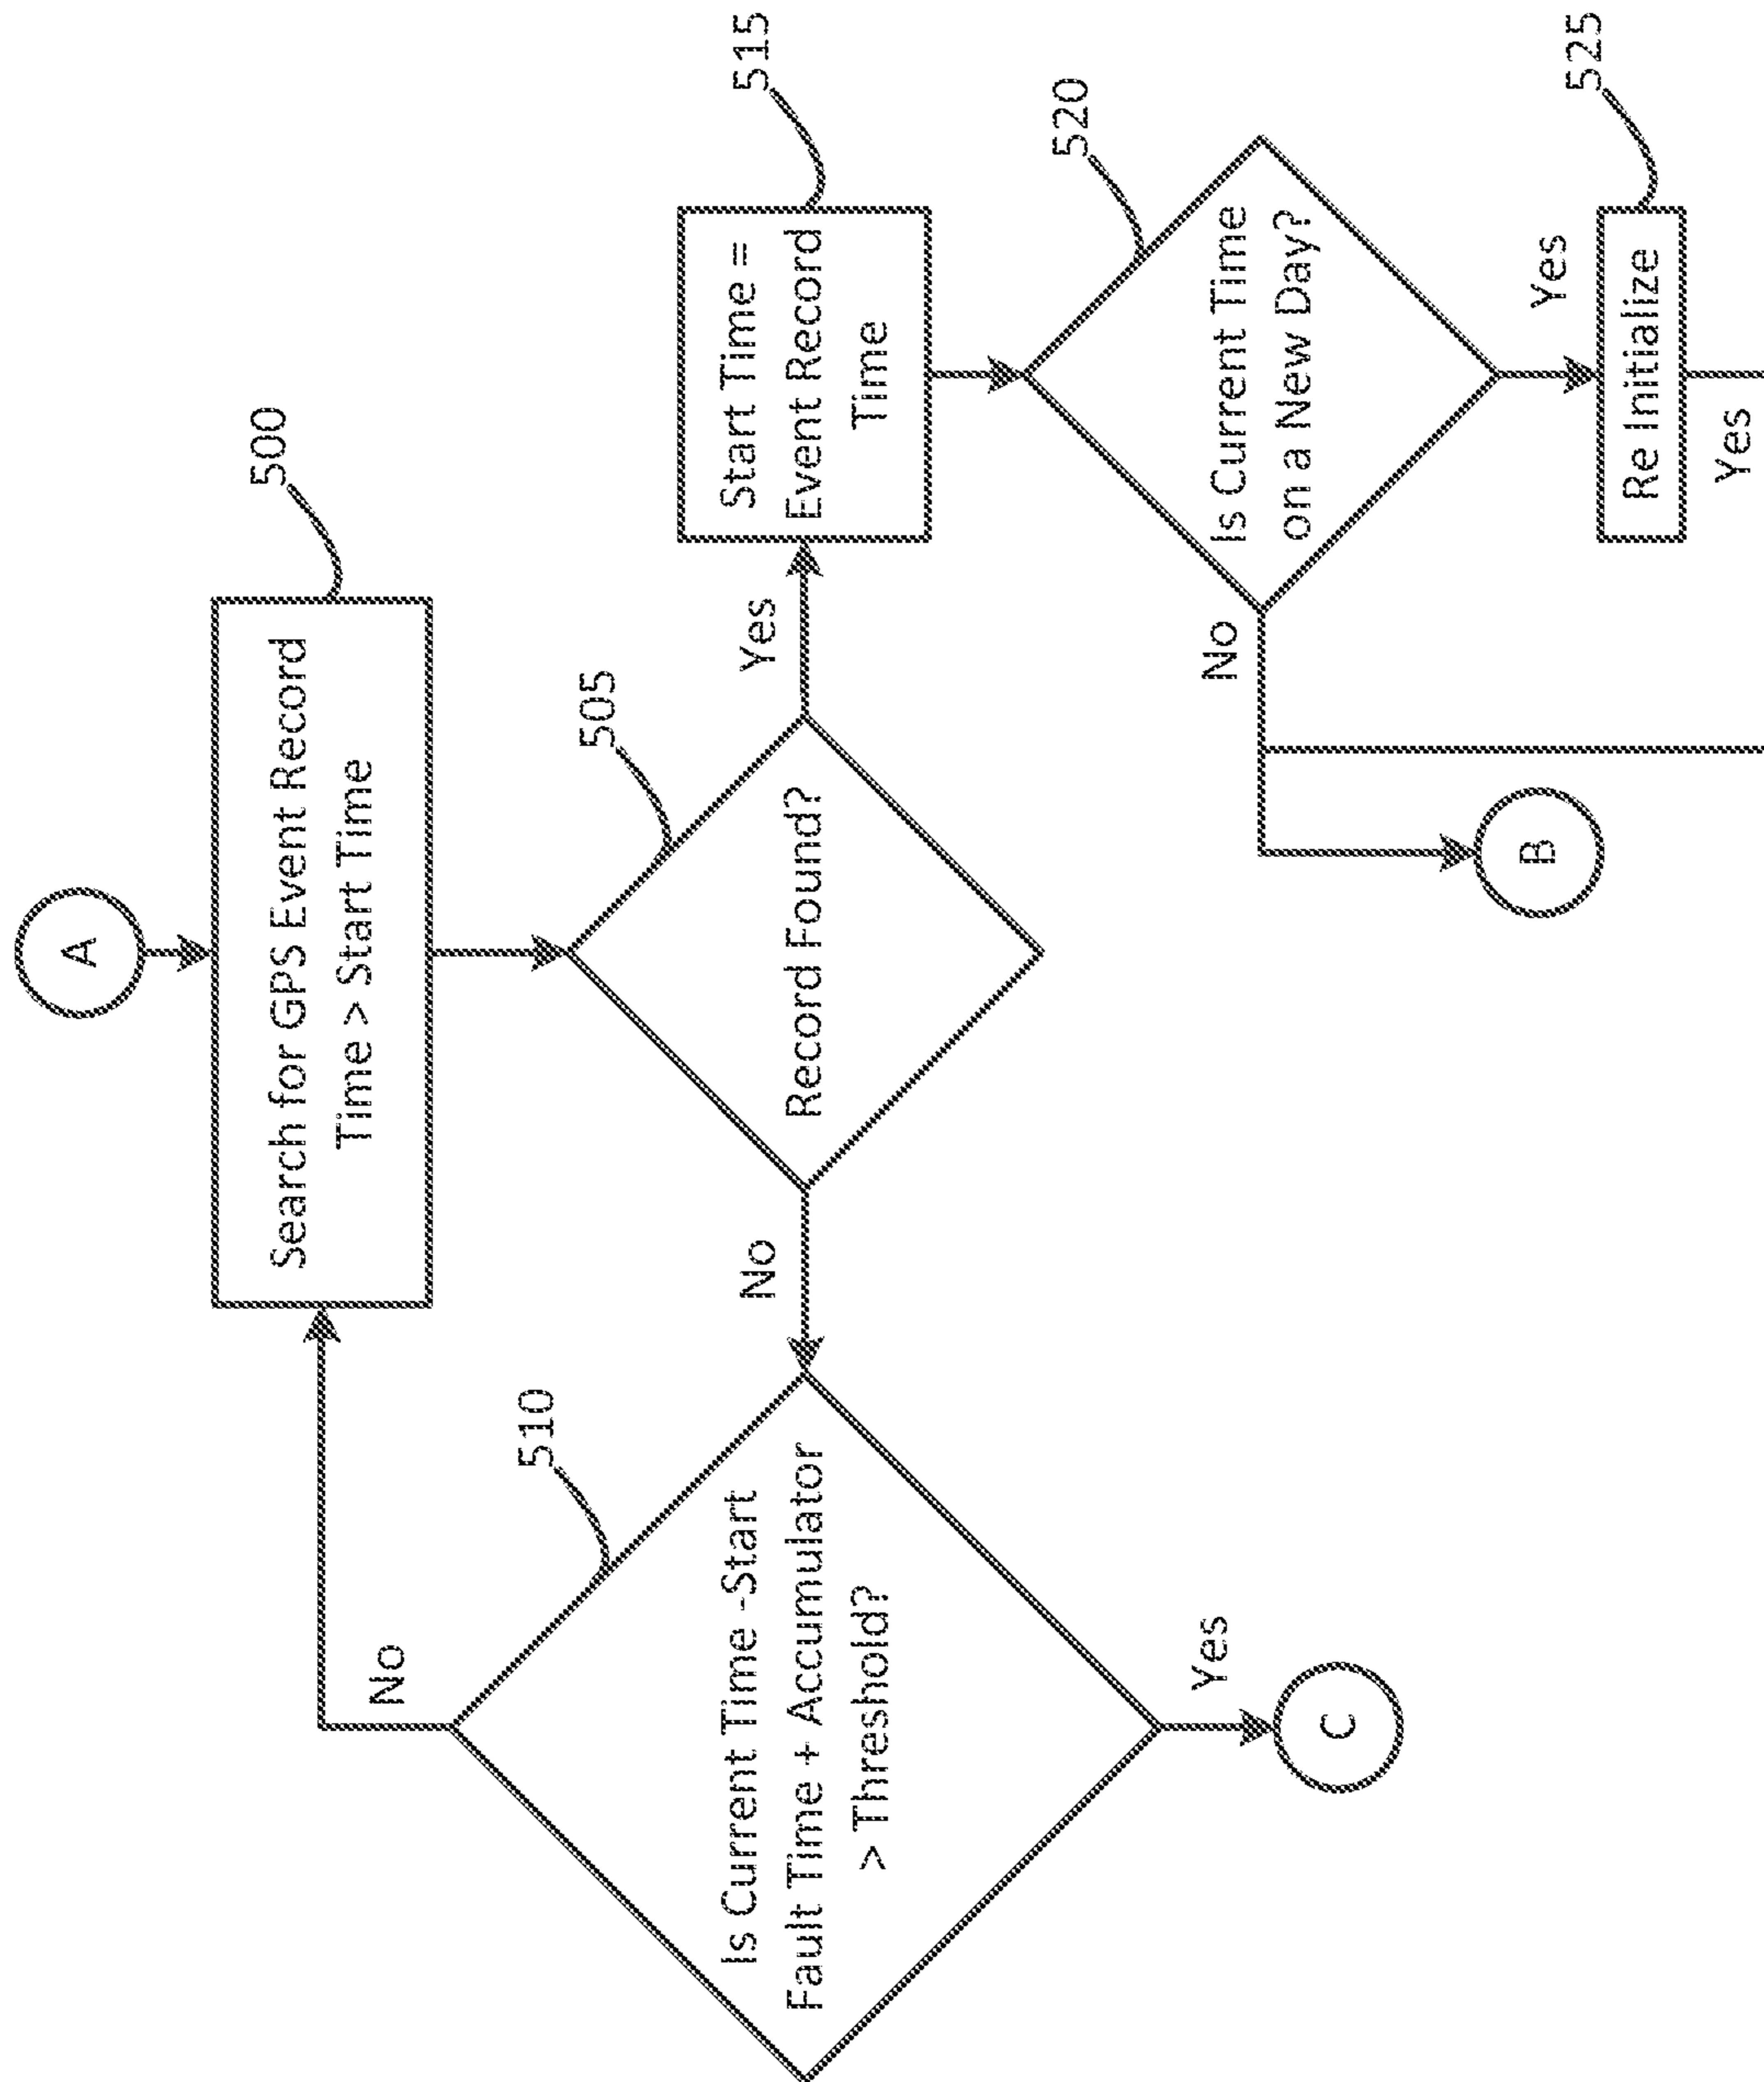 A
500
Search for GPS Event Record
Time > Start Time
505
Record Found?
Yes
No
510
Is Current Time -Start
Fault Time + Accumulator
> Threshold?
No
Yes
C
515
Start Time =
Event Record
Time
520
Is Current Time
on a New Day?
No
B
Yes
525
Re Initialize
Yes